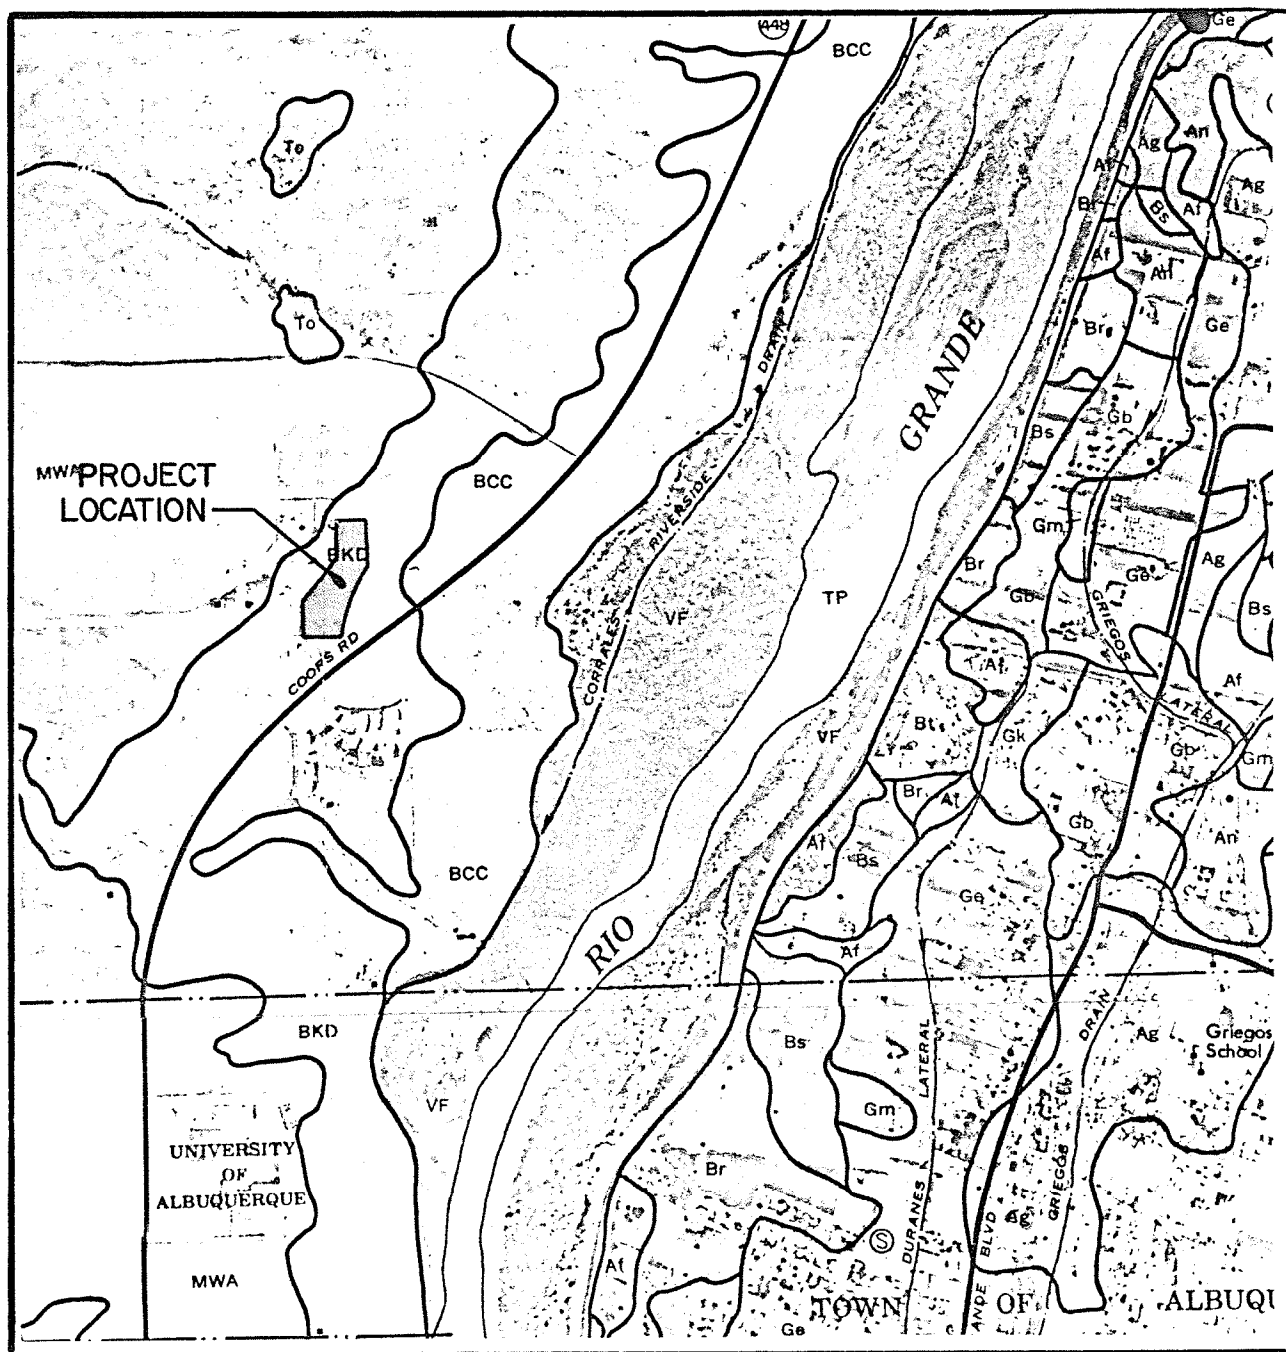 448
BCC
Ge
To
An
Ag
Af
Ag
Br
Bs
Af
Af
An
To
Ge
Br
DRAIN
GRANDE
Gb
Bs
MWA
PROJECT
LOCATION
BCC
RIVERSIDE
Gm
BKD
Br
Ag
Ge
TP
Gb
Bs
VF
GRIEGOS
CORRALES
COORS RD
Af
Af
LATERAL
Bt
VF
Gk
Gb
Gm
Br
Af
Gb
An
Af
Bs
BCC
Ge
RIO
Af
DRAIN
BKD
Bs
Ag
Griegos
School
LATERAL
VF
Gm
UNIVERSITY
OF
ALBUQUERQUE
Br
GRIEGOS
DURANES
Ag
BLVD
S
MWA
Af
ANDE
TOWN OF ALBUQU
Ge